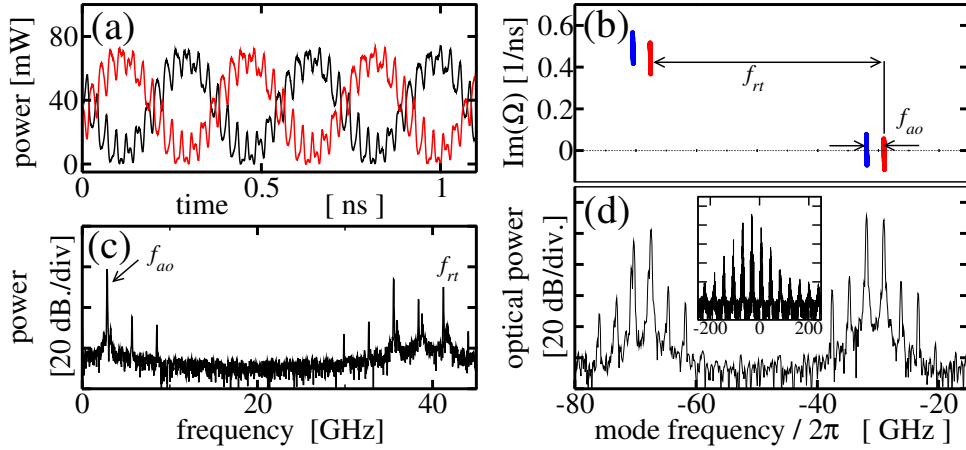 (a)
power [mW]
80
40
0
0
0.5
1
time [ ns ]
(b)
Im(Ω) [1/ns]
0.6
0.4
0.2
0
f_rt
f_ao
(c)
power
[20 dB./div.]
f_ao
f_rt
0
20
40
frequency [GHz]
(d)
optical power
[20 dB/div.]
-200
0
200
-80
-60
-40
-20
mode frequency / 2π [ GHz ]